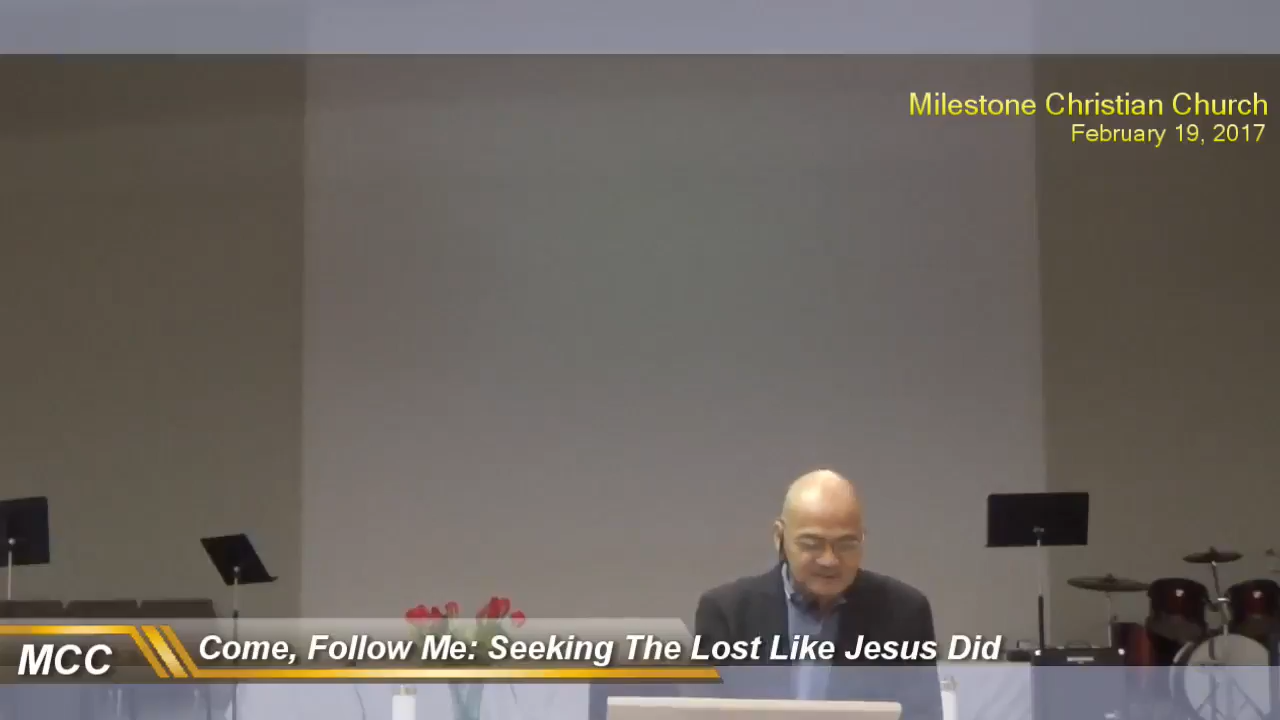 Milestone Christian Church
February 19, 2017
MCC
Come, Follow Me: Seeking The Lost Like Jesus Did